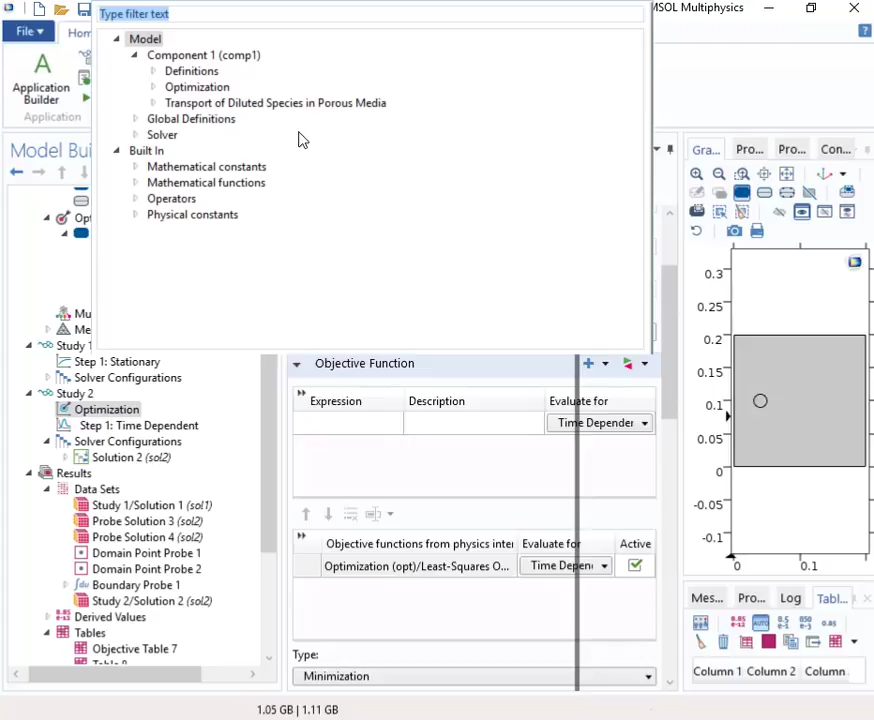 Type filter text
MSOL Multiphysics
File
Hom
Model
Component 1 (comp1)
Definitions
Optimization
Transport of Diluted Species in Porous Media
Global Definitions
Solver
Built In
Mathematical constants
Mathematical functions
Operators
Physical constants
A
Application
Builder
Application
Model Bui
Opt
Mu
Me
Study 1
Step 1: Stationary
Solver Configurations
Study 2
Optimization
Step 1: Time Dependent
Solver Configurations
Solution 2 (sol2)
Results
Data Sets
Study 1/Solution 1 (sol1)
Probe Solution 3 (sol2)
Probe Solution 4 (sol2)
Domain Point Probe 1
Domain Point Probe 2
Boundary Probe 1
Study 2/Solution 2 (sol2)
Derived Values
Tables
Objective Table 7
Objective Function
Expression Description Evaluate for
Time Depender
Objective functions from physics inter Evaluate for Active
Optimization (opt)/Least-Squares O... Time Depend
Type:
Minimization
Gra... Pro... Pro... Con...
0.3
0.25
0.2
0.15
0.1
0.05
0
-0.05
-0.1
0 0.1
Mes... Pro... Log Tabl...
AUTO
Column 1 Column 2 Column
1.05 GB | 1.11 GB